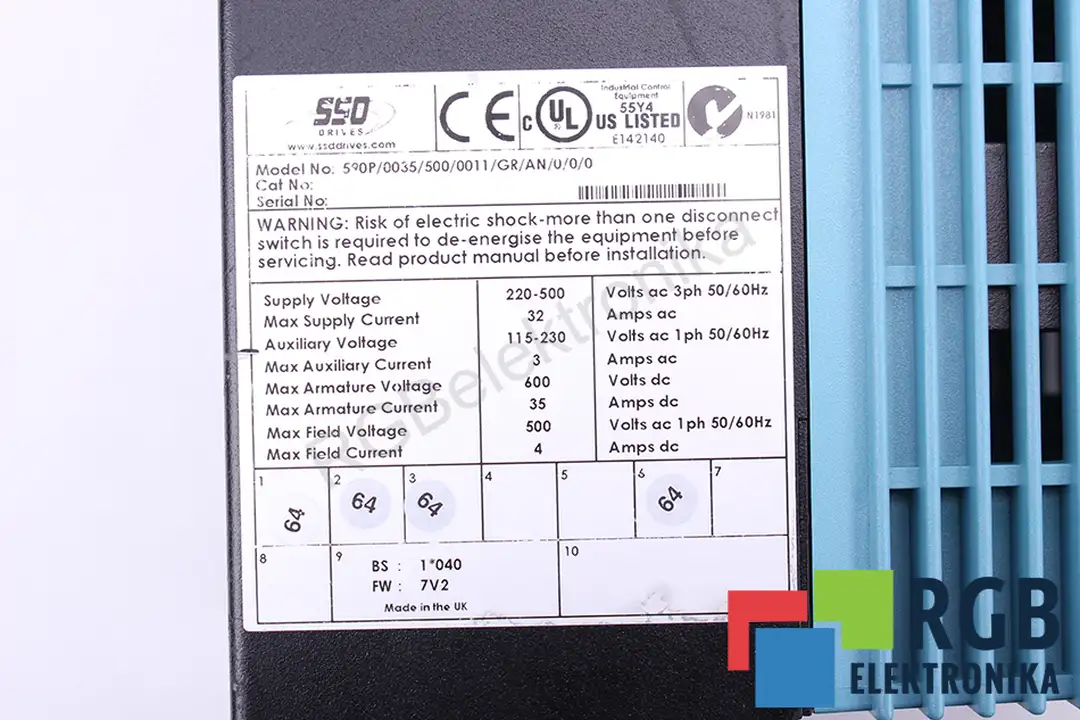 SSD
DRIVES
www.ssddrives.com
CE
C UL US LISTED
Industrial Control
Equipment
55Y4
E142140
N1981
Model No: 590P/0035/500/0011/GR/AN/0/0/0
Cat No:
Serial No:
WARNING: Risk of electric shock-more than one disconnect
switch is required to de-energise the equipment before
servicing. Read product manual before installation.
Supply Voltage 220-500 Volts ac 3ph 50/60Hz
Max Supply Current 32 Amps ac
Auxiliary Voltage 115-230 Volts ac 1ph 50/60Hz
Max Auxiliary Current 3 Amps ac
Max Armature Voltage 600 Volts dc
Max Armature Current 35 Amps dc
Max Field Voltage 500 Volts ac 1ph 50/60Hz
Max Field Current 4 Amps dc
1 64
2 64
3 64
4
5
6 64
7
8
9
BS : 1*040
FW : 7V2
Made in the UK
10
RGBelektronika
RGB
ELEKTRONIKA